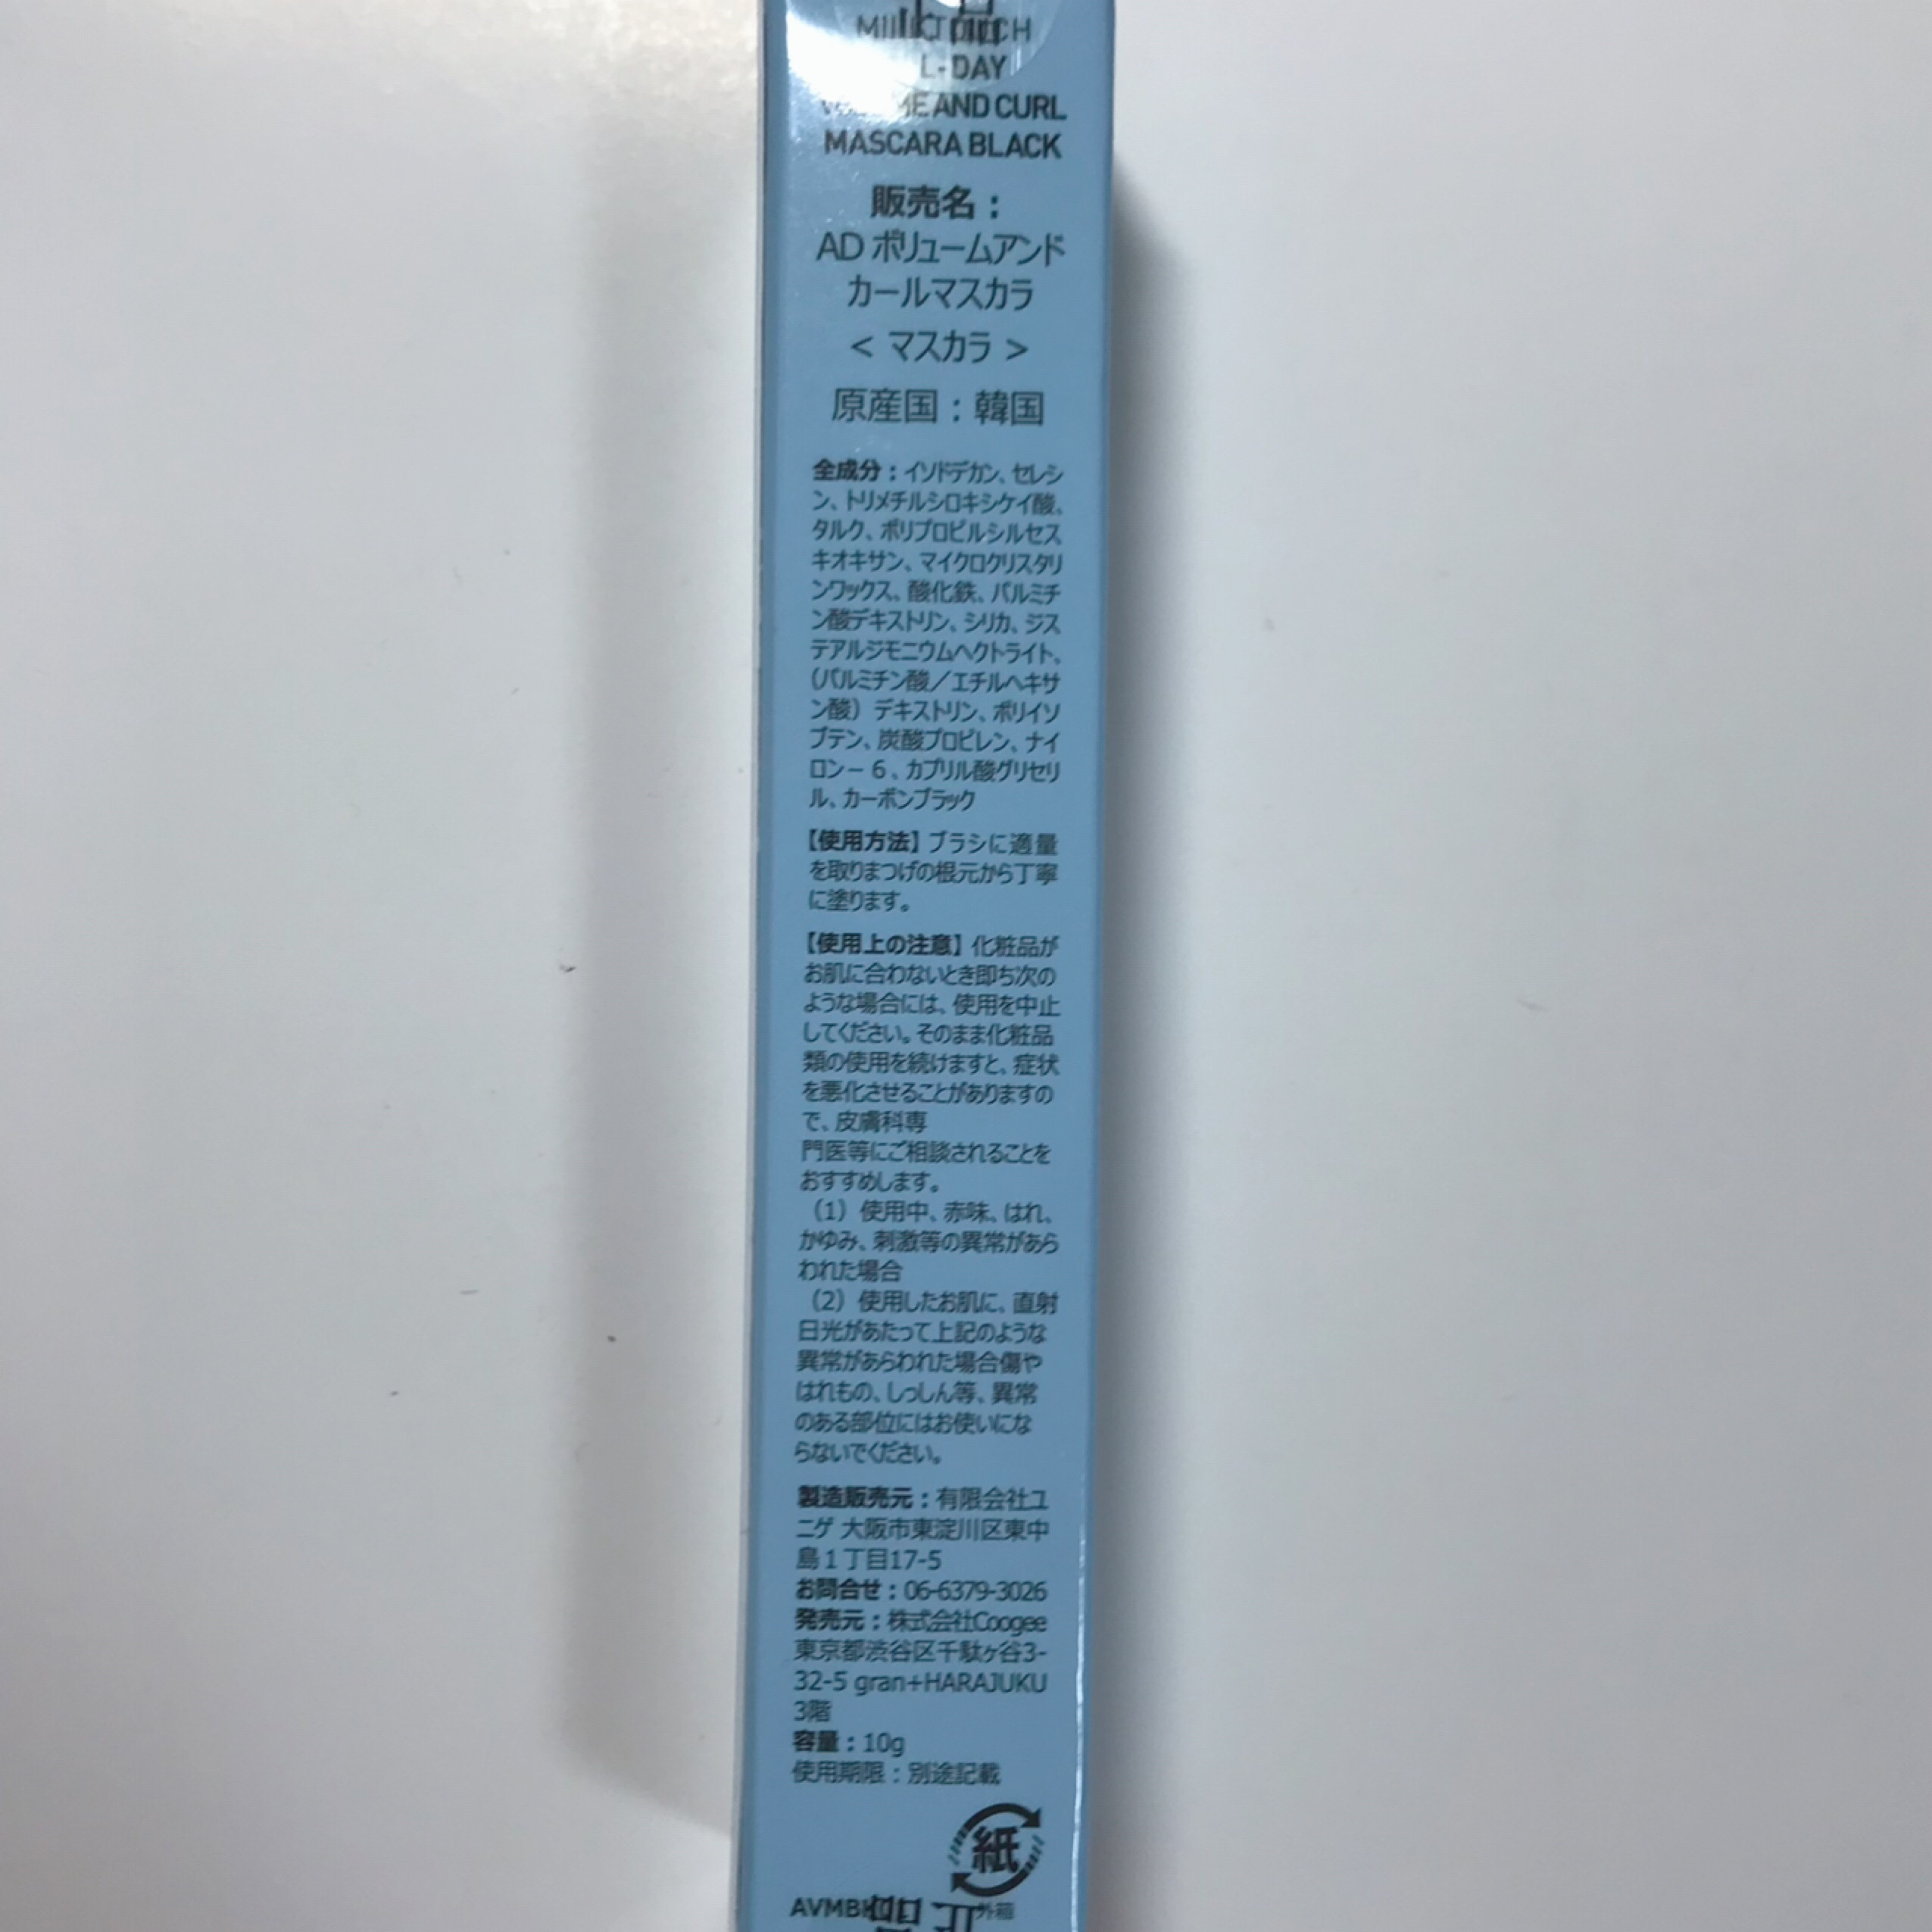 L-DAY
AND CURL
MASCARA BLACK
販売名：
AD ボリュームアンド
カールマスカラ
< マスカラ >
原産国：韓国
全成分：イソドデカン、セレシ
ン、トリメチルシロキシケイ酸、
タルク、ポリプロピルシルセス
キオキサン、マイクロクリスタリ
ンワックス、酸化鉄、パルミチ
ン酸デキストリン、シリカ、ジス
テアルジモニウムヘクトライト、
（パルミチン酸／エチルヘキサ
ン酸）デキストリン、ポリイソ
ブテン、炭酸プロピレン、ナイ
ロン－６、カプリル酸グリセリ
ル、カーボンブラック
【使用方法】ブラシに適量
を取りまつげの根元から丁寧
に塗ります。
【使用上の注意】化粧品が
お肌に合わないとき即ち次の
ような場合には、使用を中止
してください。そのまま化粧品
類の使用を続けますと、症状
を悪化させることがありますの
で、皮膚科専
門医等にご相談されることを
おすすめします。
（1）使用中、赤味、はれ、
かゆみ、刺激等の異常があら
われた場合
（2）使用したお肌に、直射
日光があたって上記のような
異常があらわれた場合傷や
はれもの、しっしん等、異常
のある部位にはお使いにな
らないでください。
製造販売元：有限会社ユ
ニゲ 大阪市東淀川区東中
島１丁目17-5
お問合せ：06-6379-3026
発売元：株式会社Coogee
東京都渋谷区千駄ヶ谷3-
32-5 gran+HARAJUKU
3階
容量：10g
使用期限：別途記載
紙
外箱